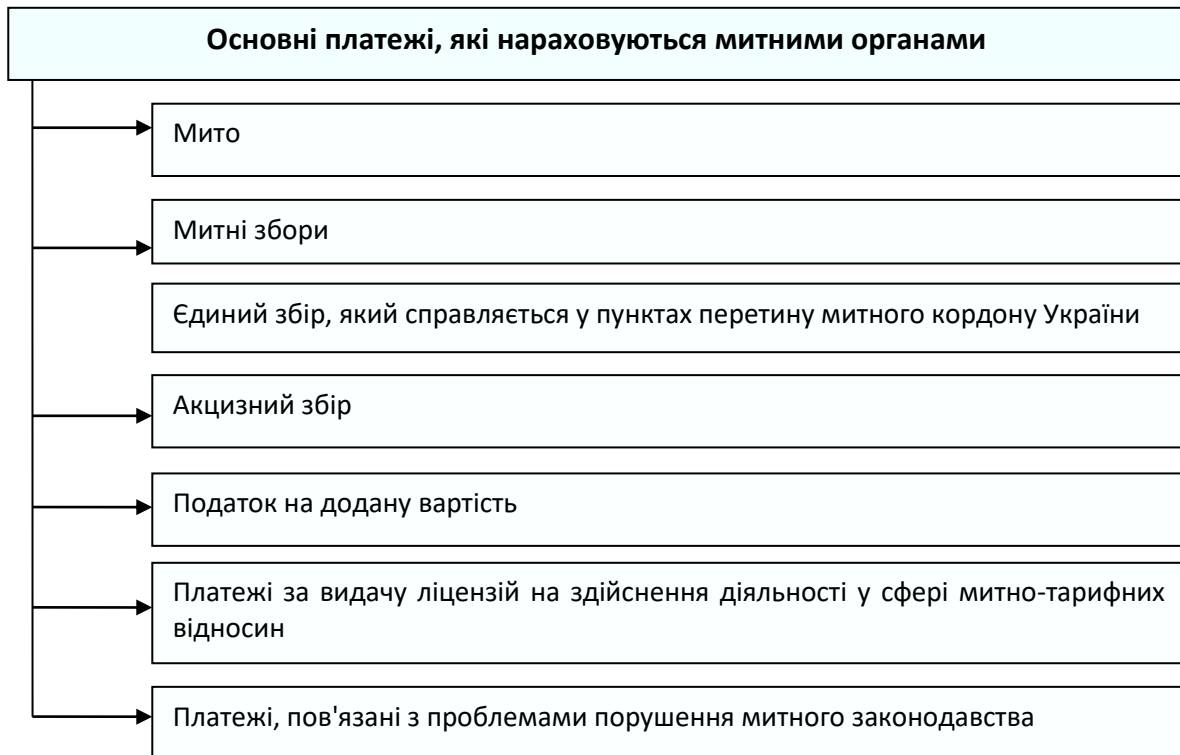 Основні платежі, які нараховуються митними органами
Мито
Митні збори
Єдиний збір, який справляється у пунктах перетину митного кордону України
Акцизний збір
Податок на додану вартість
Платежі за видачу ліцензій на здійснення діяльності у сфері митно-тарифних
відносин
Платежі, пов'язані з проблемами порушення митного законодавства